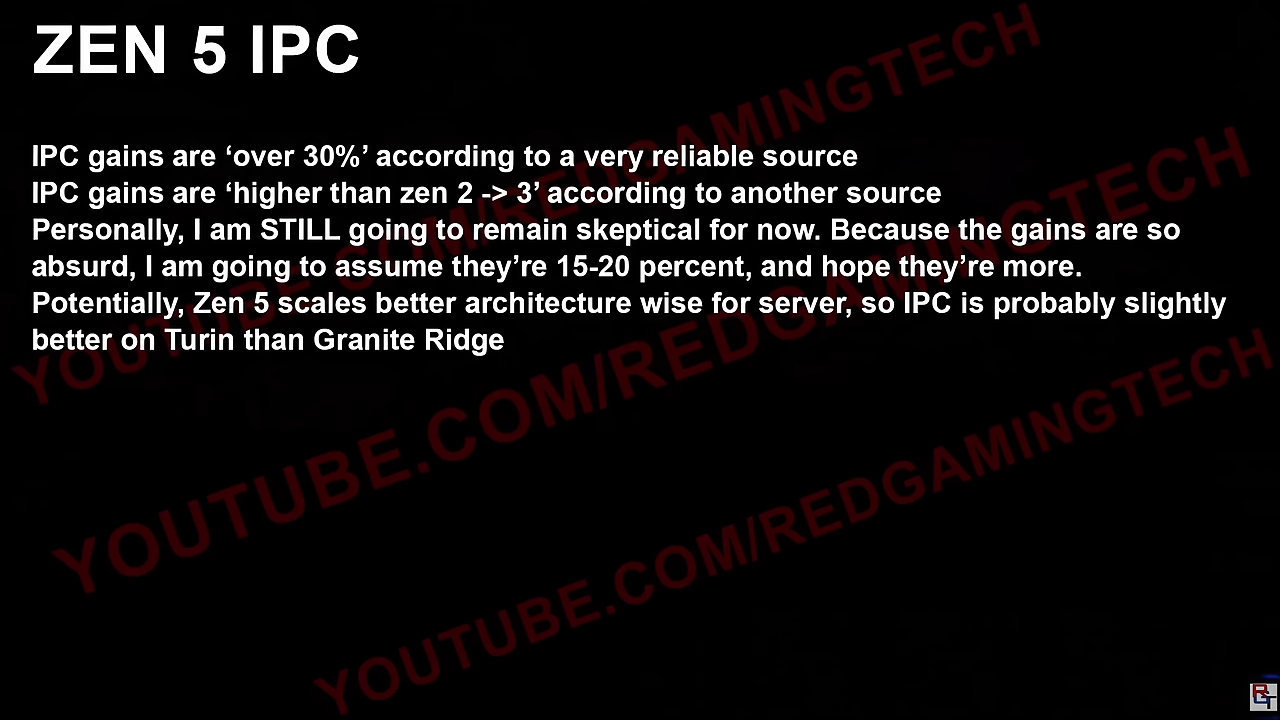 ZEN 5 IPC
IPC gains are ‘over 30%’ according to a very reliable source
IPC gains are ‘higher than zen 2 -> 3’ according to another source
Personally, I am STILL going to remain skeptical for now. Because the gains are so
absurd, I am going to assume they’re 15-20 percent, and hope they’re more.
Potentially, Zen 5 scales better architecture wise for server, so IPC is probably slightly
better on Turin than Granite Ridge
YOUTUBE.COM/REDGAMINGTECH
YOUTUBE.COM/REDGAMINGTECH
YOUTUBE.COM/REDGAMINGTECH
RGT